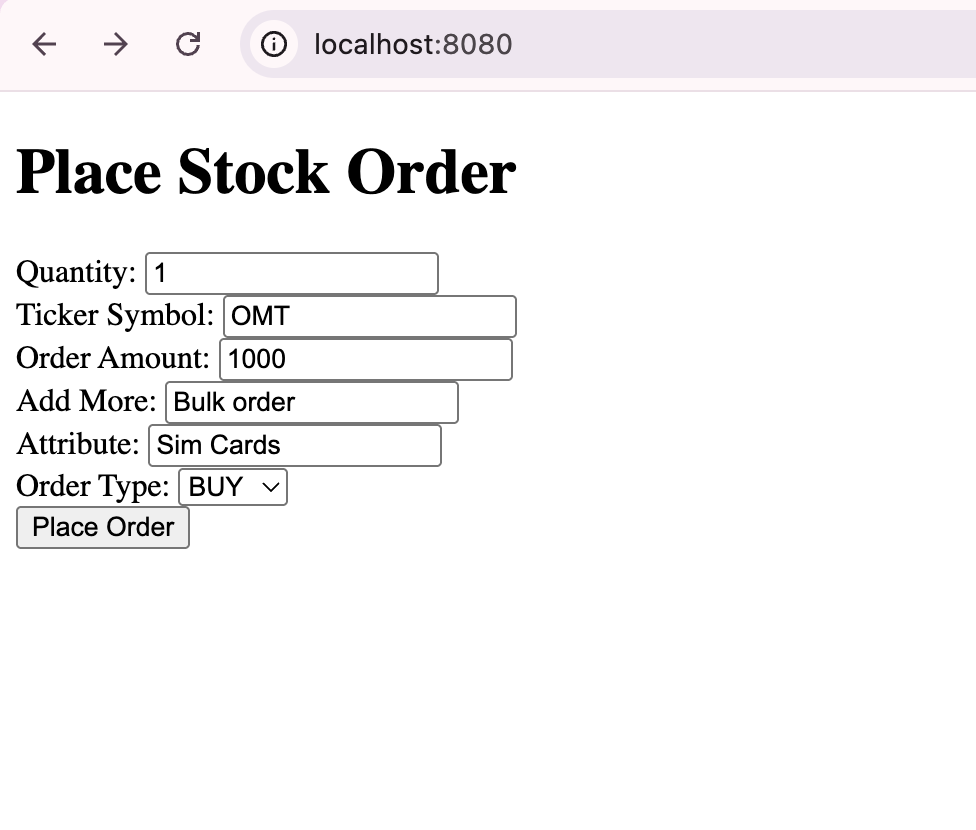 localhost:8080
Place Stock Order
Quantity: 1
Ticker Symbol: OMT
Order Amount: 1000
Add More: Bulk order
Attribute: Sim Cards
Order Type: BUY
Place Order